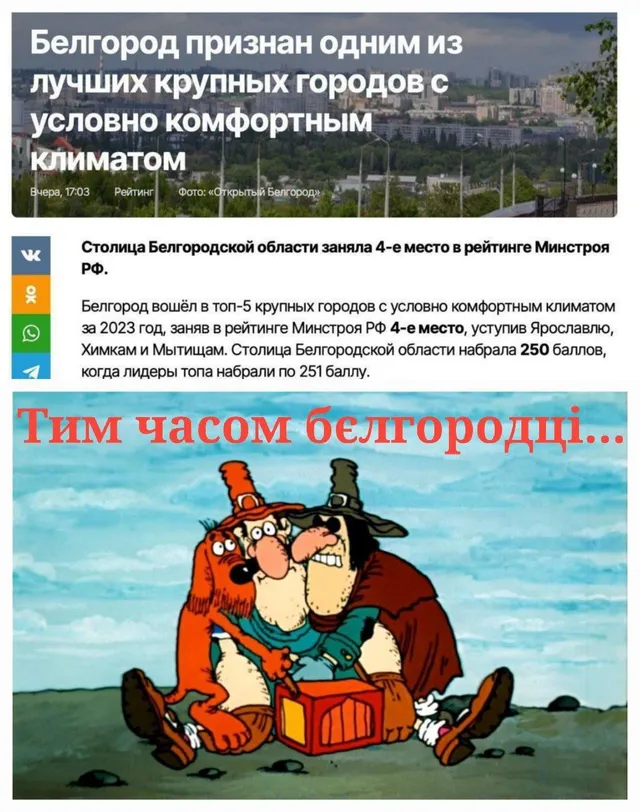 Белгород признан одним из
лучших крупных городов с
условно комфортным
климатом
Вчера, 17:03 Рейтинг Фото: «Открытый Белгород»
Столица Белгородской области заняла 4-е место в рейтинге Минстроя
РФ.
Белгород вошёл в топ-5 крупных городов с условно комфортным климатом
за 2023 год, заняв в рейтинге Минстроя РФ 4-е место, уступив Ярославлю,
Химкам и Мытищам. Столица Белгородской области набрала 250 баллов,
когда лидеры топа набрали по 251 баллу.
Тим часом бєлгородці...